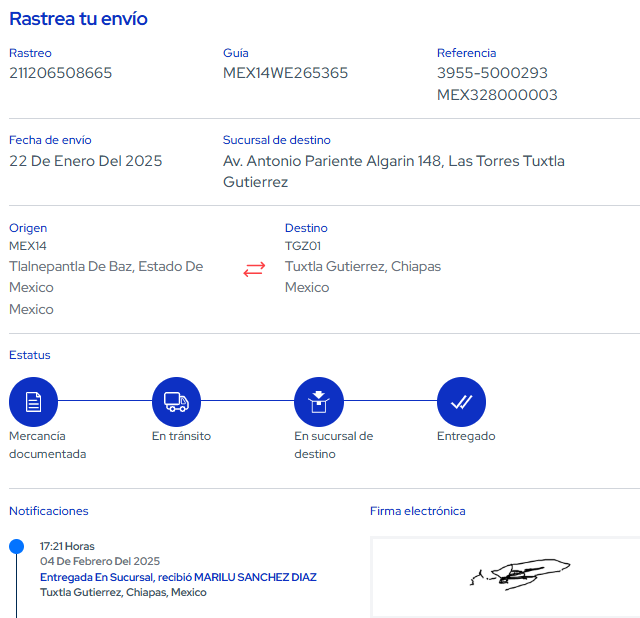 Rastrea tu envío
Rastreo
211206508665
Guía
MEX14WE265365
Referencia
3955-5000293
MEX328000003
Fecha de envío
22 De Enero Del 2025
Sucursal de destino
Av. Antonio Pariente Algarin 148, Las Torres Tuxtla
Gutierrez
Origen
MEX14
Tlalnepantla De Baz, Estado De
Mexico
Mexico
Destino
TGZ01
Tuxtla Gutierrez, Chiapas
Mexico
Estatus
Mercancía
documentada
En tránsito
En sucursal de
destino
Entregado
Notificaciones
17:21 Horas
04 De Febrero Del 2025
Entregada En Sucursal, recibió MARILU SANCHEZ DIAZ
Tuxtla Gutierrez, Chiapas, Mexico
Firma electrónica